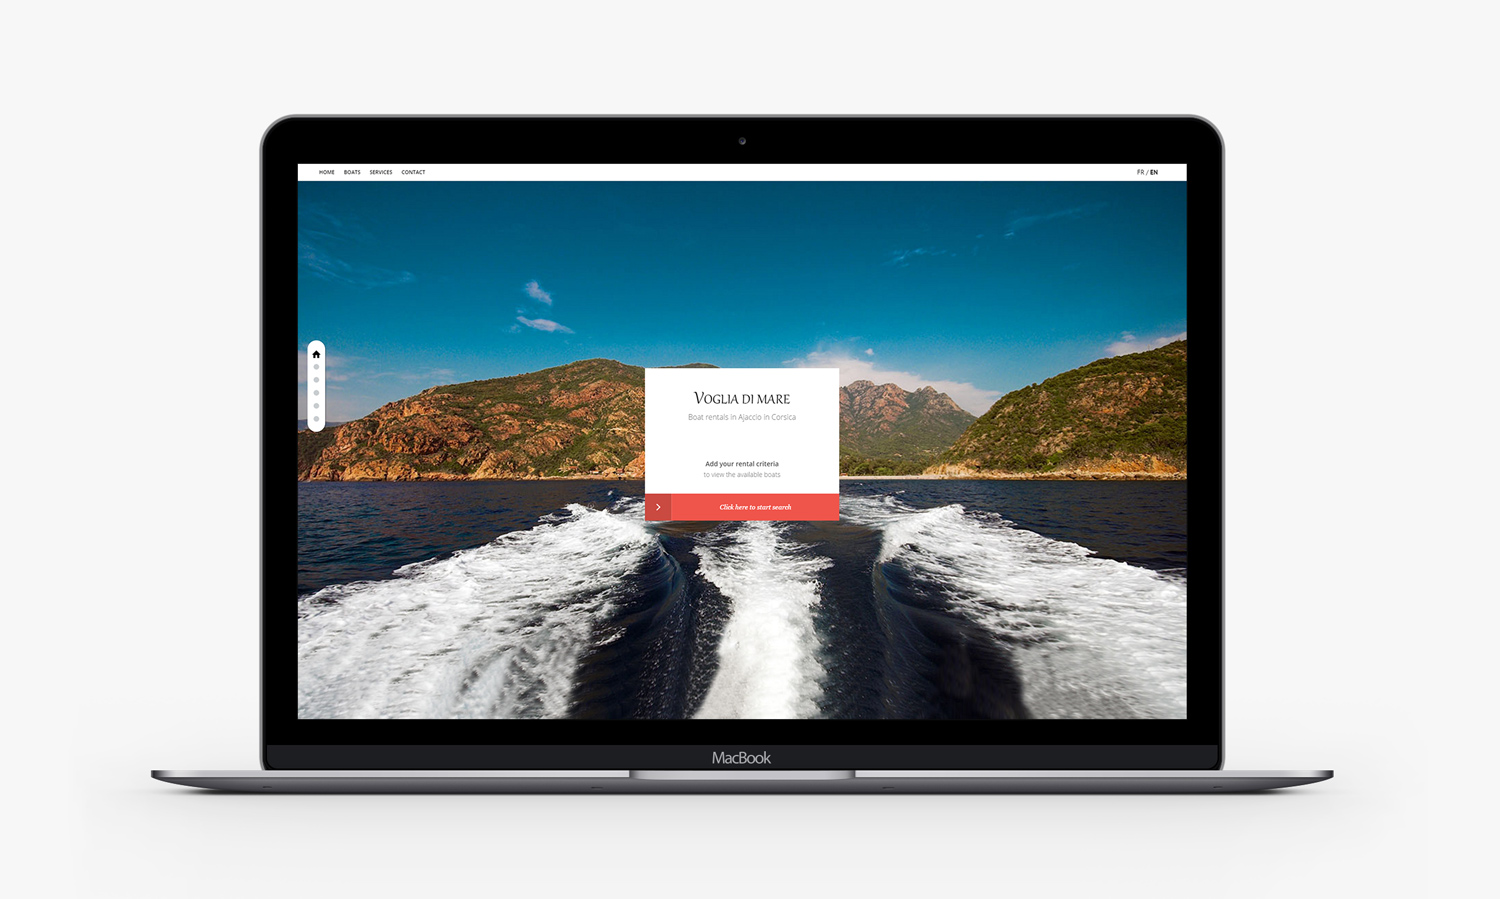 HOME BOATS SERVICES CONTACT FR / EN
VOGLIA DI MARE
Boat rentals in Ajaccio in Corsica
Add your rental criteria
to view the available boats
Click here to start search
MacBook